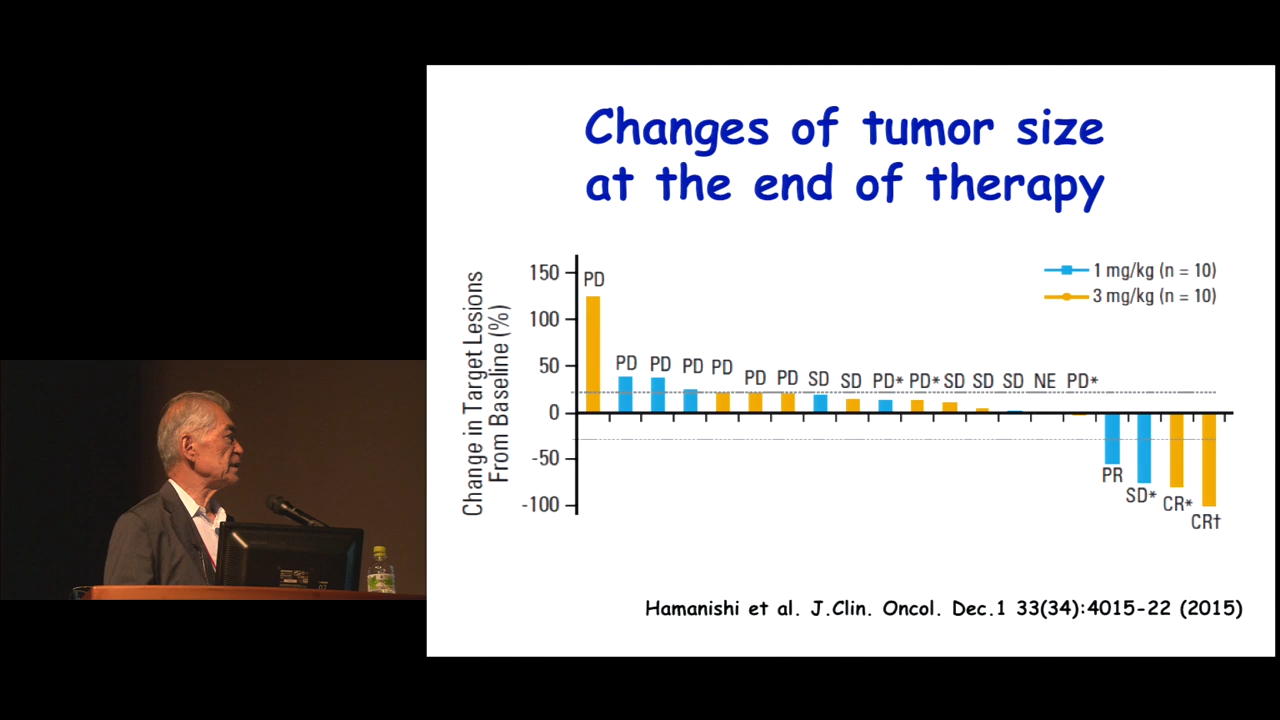 Changes of tumor size
at the end of therapy
Change in Target Lesions
From Baseline (%)
150
100
50
0
-50
-100
1 mg/kg (n = 10)
3 mg/kg (n = 10)
PD
PD
PD
PD
PD
PD
PD
SD
SD
PD*
PD*
SD
SD
SD
NE
PD*
PR
SD*
CR*
CR†
Hamanishi et al. J.Clin. Oncol. Dec.1 33(34):4015-22 (2015)